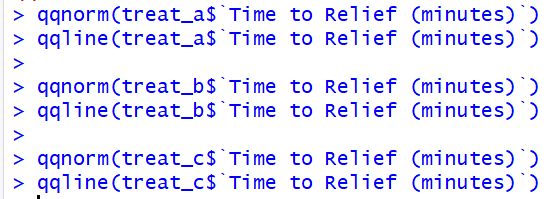 > qqnorm(treat_a$`Time to Relief (minutes)`)
> qqline(treat_a$`Time to Relief (minutes)`)
>
> qqnorm(treat_b$`Time to Relief (minutes)`)
> qqline(treat_b$`Time to Relief (minutes)`)
>
> qqnorm(treat_c$`Time to Relief (minutes)`)
> qqline(treat_c$`Time to Relief (minutes)`)